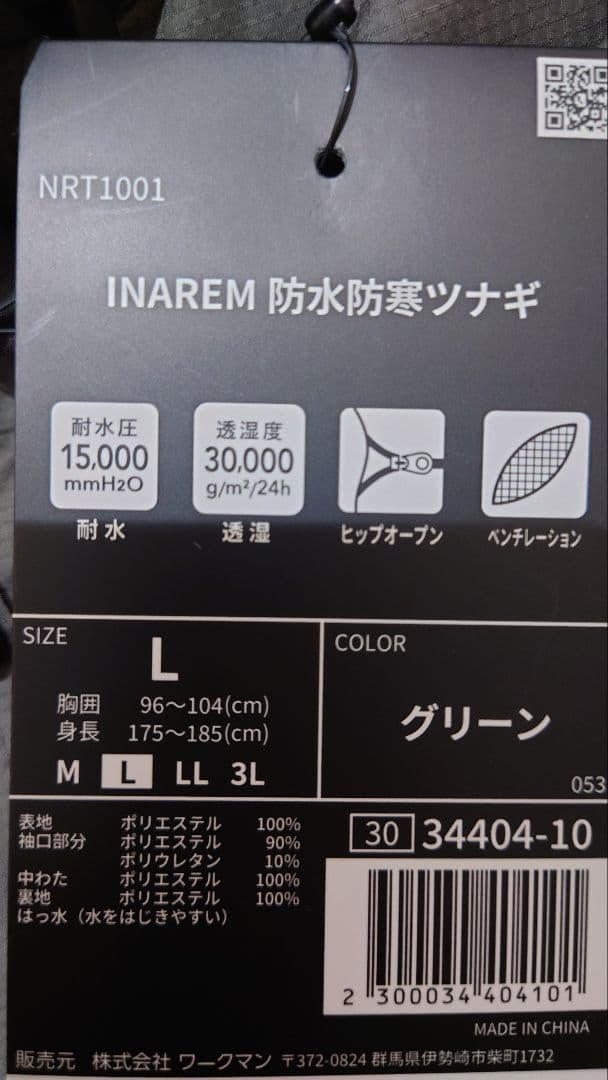 NRT1001
INAREM 防水防寒ツナギ
耐水圧
15,000
mmH2O
耐水
透湿度
30,000
g/m²/24h
透湿
ヒップオープン
ベンチレーション
SIZE
L
胸囲 96～104(cm)
身長 175～185(cm)
M L LL 3L
COLOR
グリーン
053
表地 ポリエステル 100%
袖口部分 ポリエステル 90%
ポリウレタン 10%
中わた ポリエステル 100%
裏地 ポリエステル 100%
はっ水（水をはじきやすい）
30 34404-10
2 300034 404101
MADE IN CHINA
販売元 株式会社 ワークマン 〒372-0824 群馬県伊勢崎市柴町1732